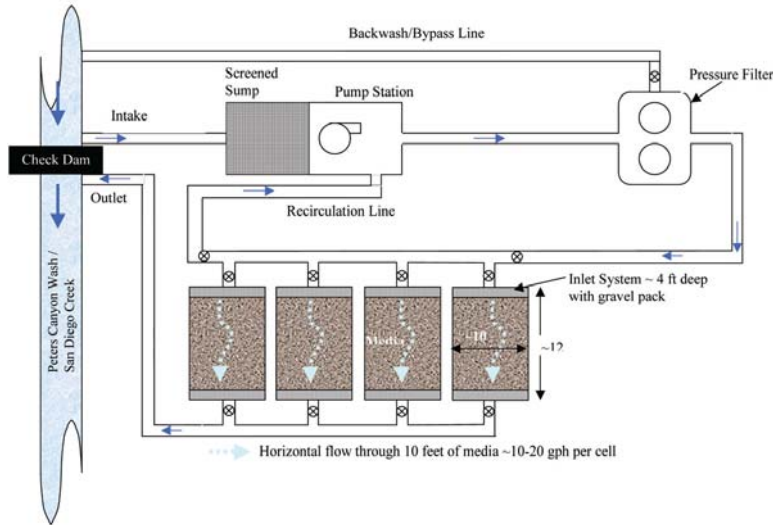 Backwash/Bypass Line
Screened
Sump
Pump Station
Pressure Filter
Intake
Check Dam
Outlet
Recirculation Line
Peters Canyon Wash /
San Diego Creek
Inlet System ~ 4 ft deep
with gravel pack
Media
~10
~12
Horizontal flow through 10 feet of media ~10-20 gph per cell